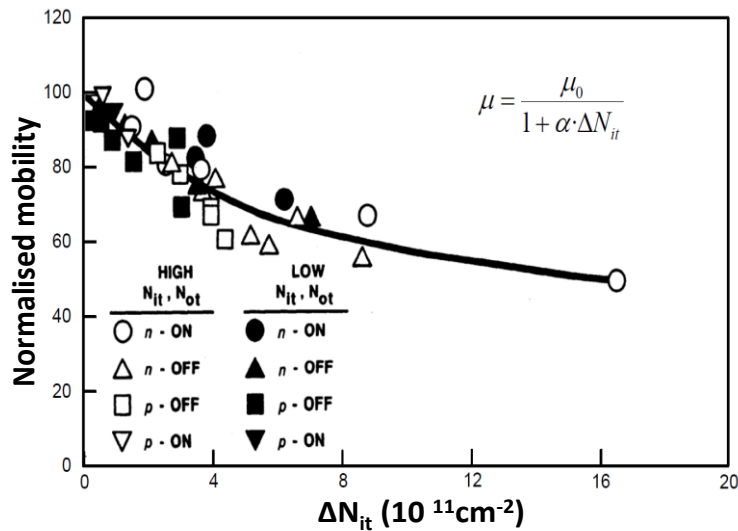 120
100
80
60
40
20
0
Normalised mobility
μ = μ₀ / (1 + α·ΔNᵢₜ)
HIGH LOW
Nit , Not Nit , Not
n - ON n - ON
n - OFF n - OFF
p - OFF p - OFF
p - ON p - ON
0 4 8 12 16 20
ΔNit (10 11cm-2)